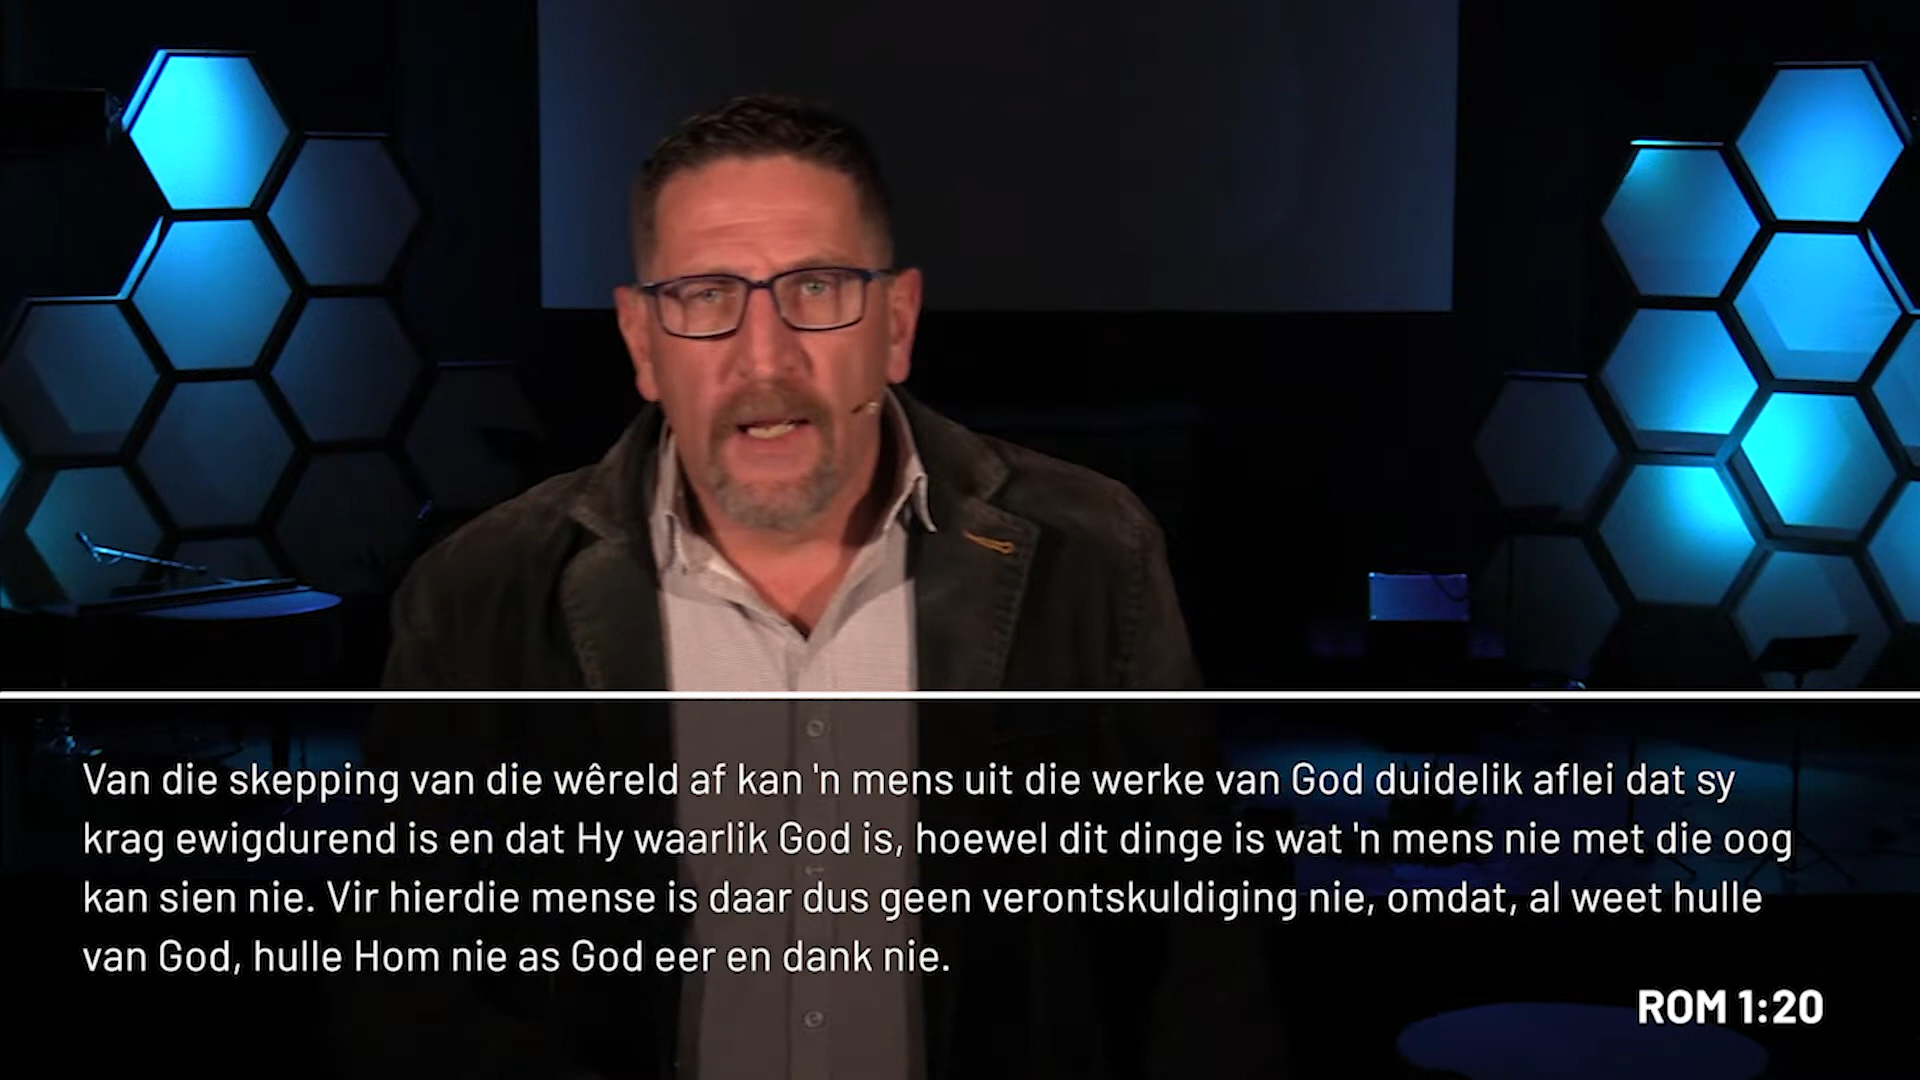 Van die skepping van die wêreld af kan 'n mens uit die werke van God duidelik aflei dat sy
krag ewigdurend is en dat Hy waarlik God is, hoewel dit dinge is wat 'n mens nie met die oog
kan sien nie. Vir hierdie mense is daar dus geen verontskuldiging nie, omdat, al weet hulle
van God, hulle Hom nie as God eer en dank nie.
ROM 1:20